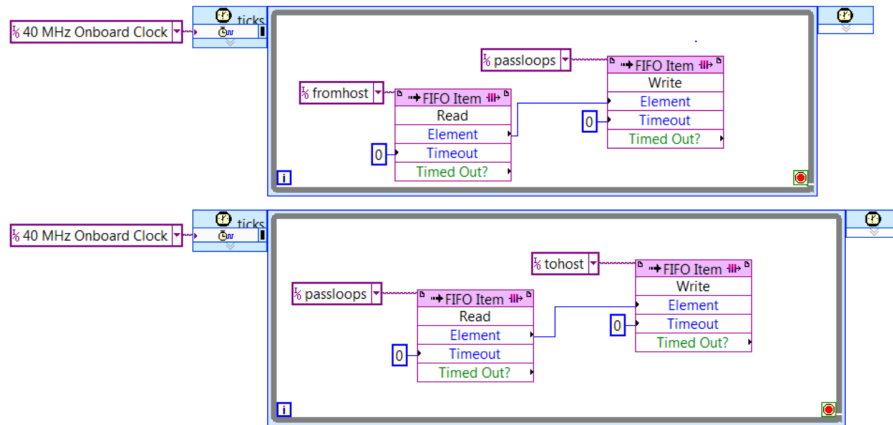 ticks
40 MHz Onboard Clock
passloops
FIFO Item
Write
fromhost
FIFO Item
Element
Read
Element
0
Timeout
0
Timeout
Timed Out?
Timed Out?
i
ticks
40 MHz Onboard Clock
tohost
FIFO Item
Write
passloops
FIFO Item
Element
Read
0
Timeout
Element
Timed Out?
0
Timeout
Timed Out?
i